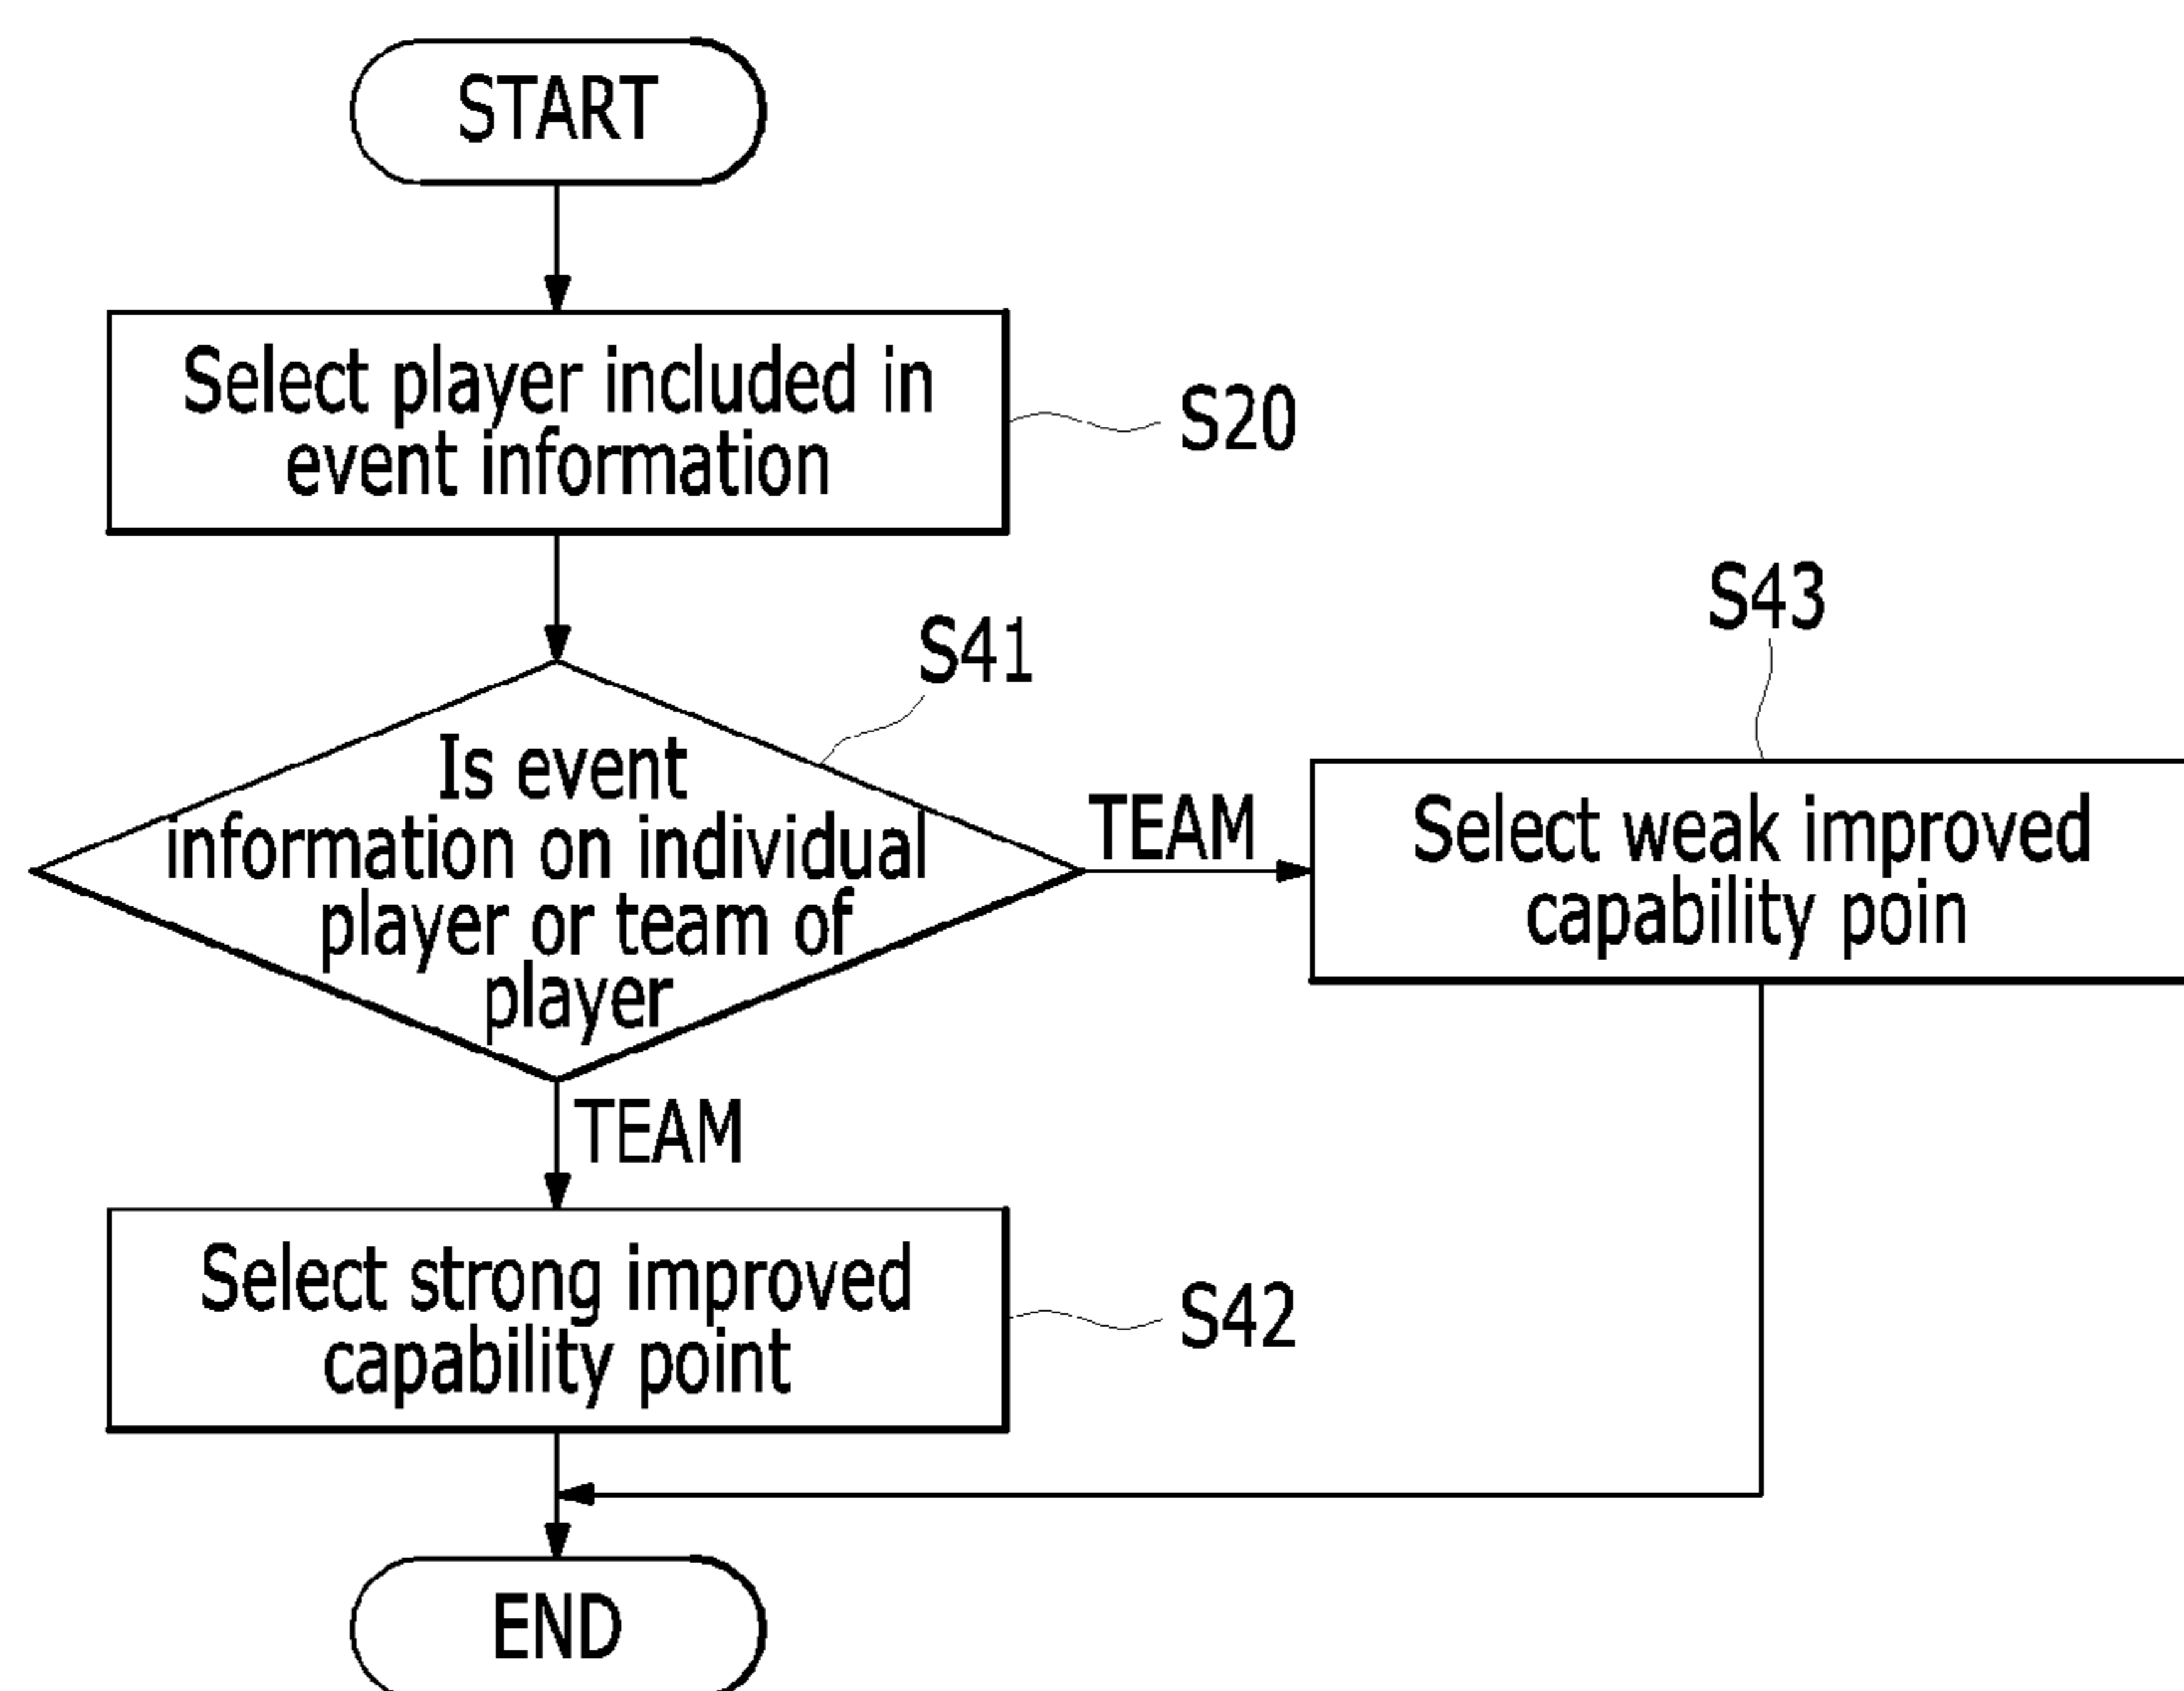 START
Select player included in
event information
S20
S41
Is event
information on individual
player or team of
player
TEAM
S43
Select weak improved
capability poin
TEAM
Select strong improved
capability point
S42
END